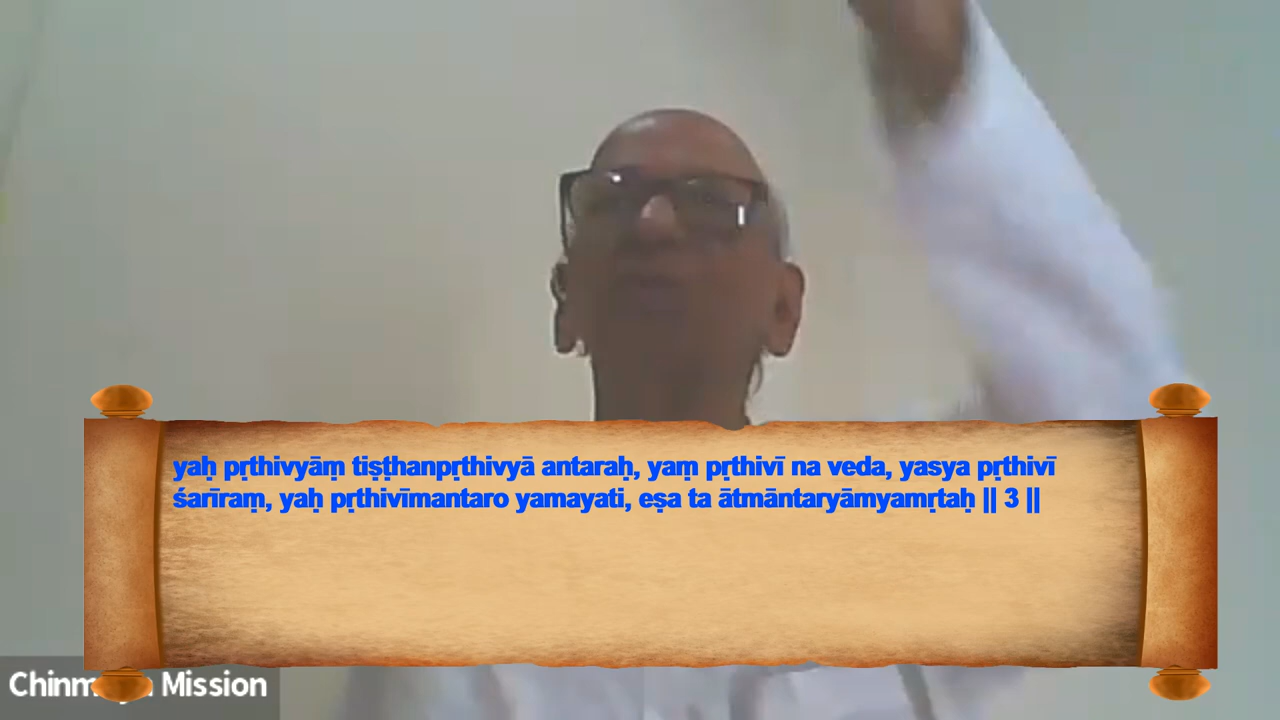 yaḥ pṛthivyāṃ tiṣṭhanpṛthivyā antaraḥ, yaṃ pṛthivī na veda, yasya pṛthivī
śarīraṃ, yaḥ pṛthivīmantaro yamayati, eṣa ta ātmāntaryāmyamṛtaḥ || 3 ||
Mission